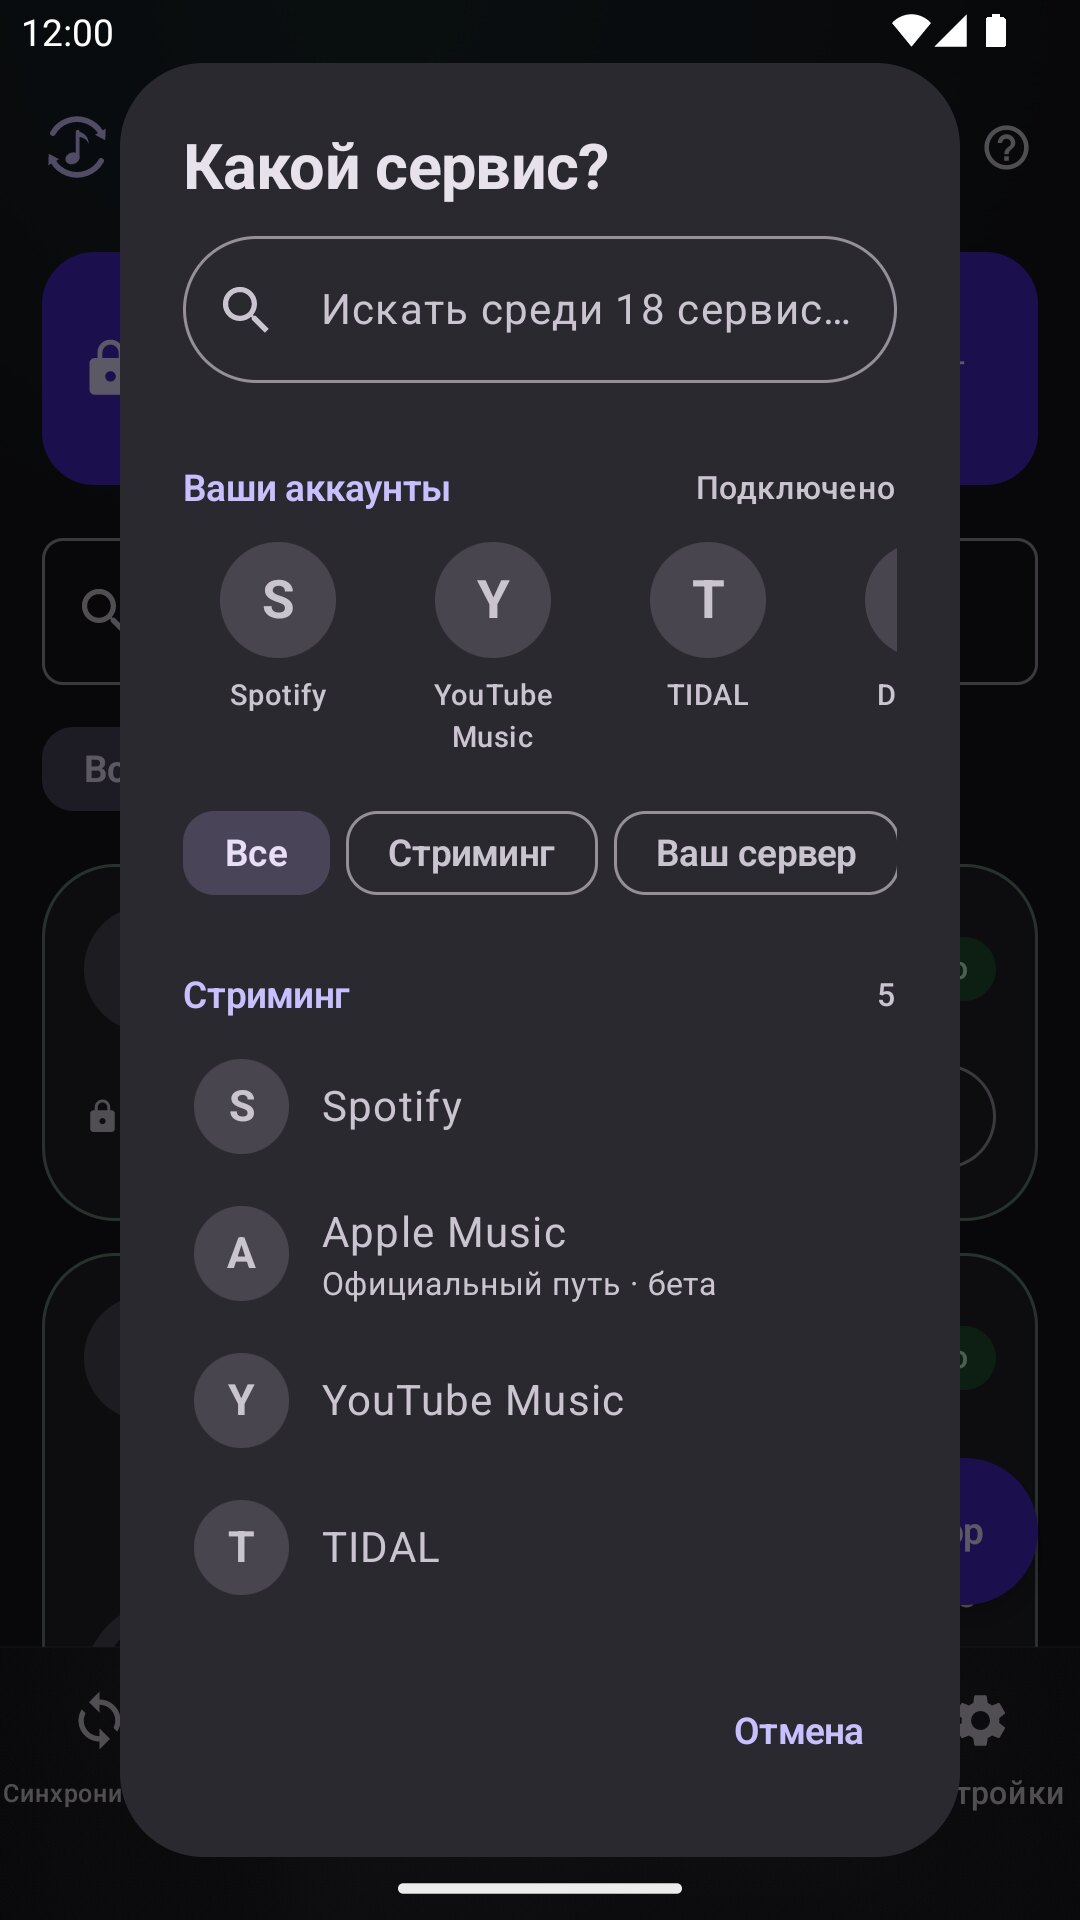 12:00
Какой сервис?
Искать среди 18 сервис…
Ваши аккаунты
Подключено
S
Y
T
Spotify
YouTube
Music
TIDAL
D
Все
Стриминг
Ваш сервер
Стриминг
5
S
Spotify
A
Apple Music
Официальный путь · бета
Y
YouTube Music
T
TIDAL
Отмена
Синхрони
тройки